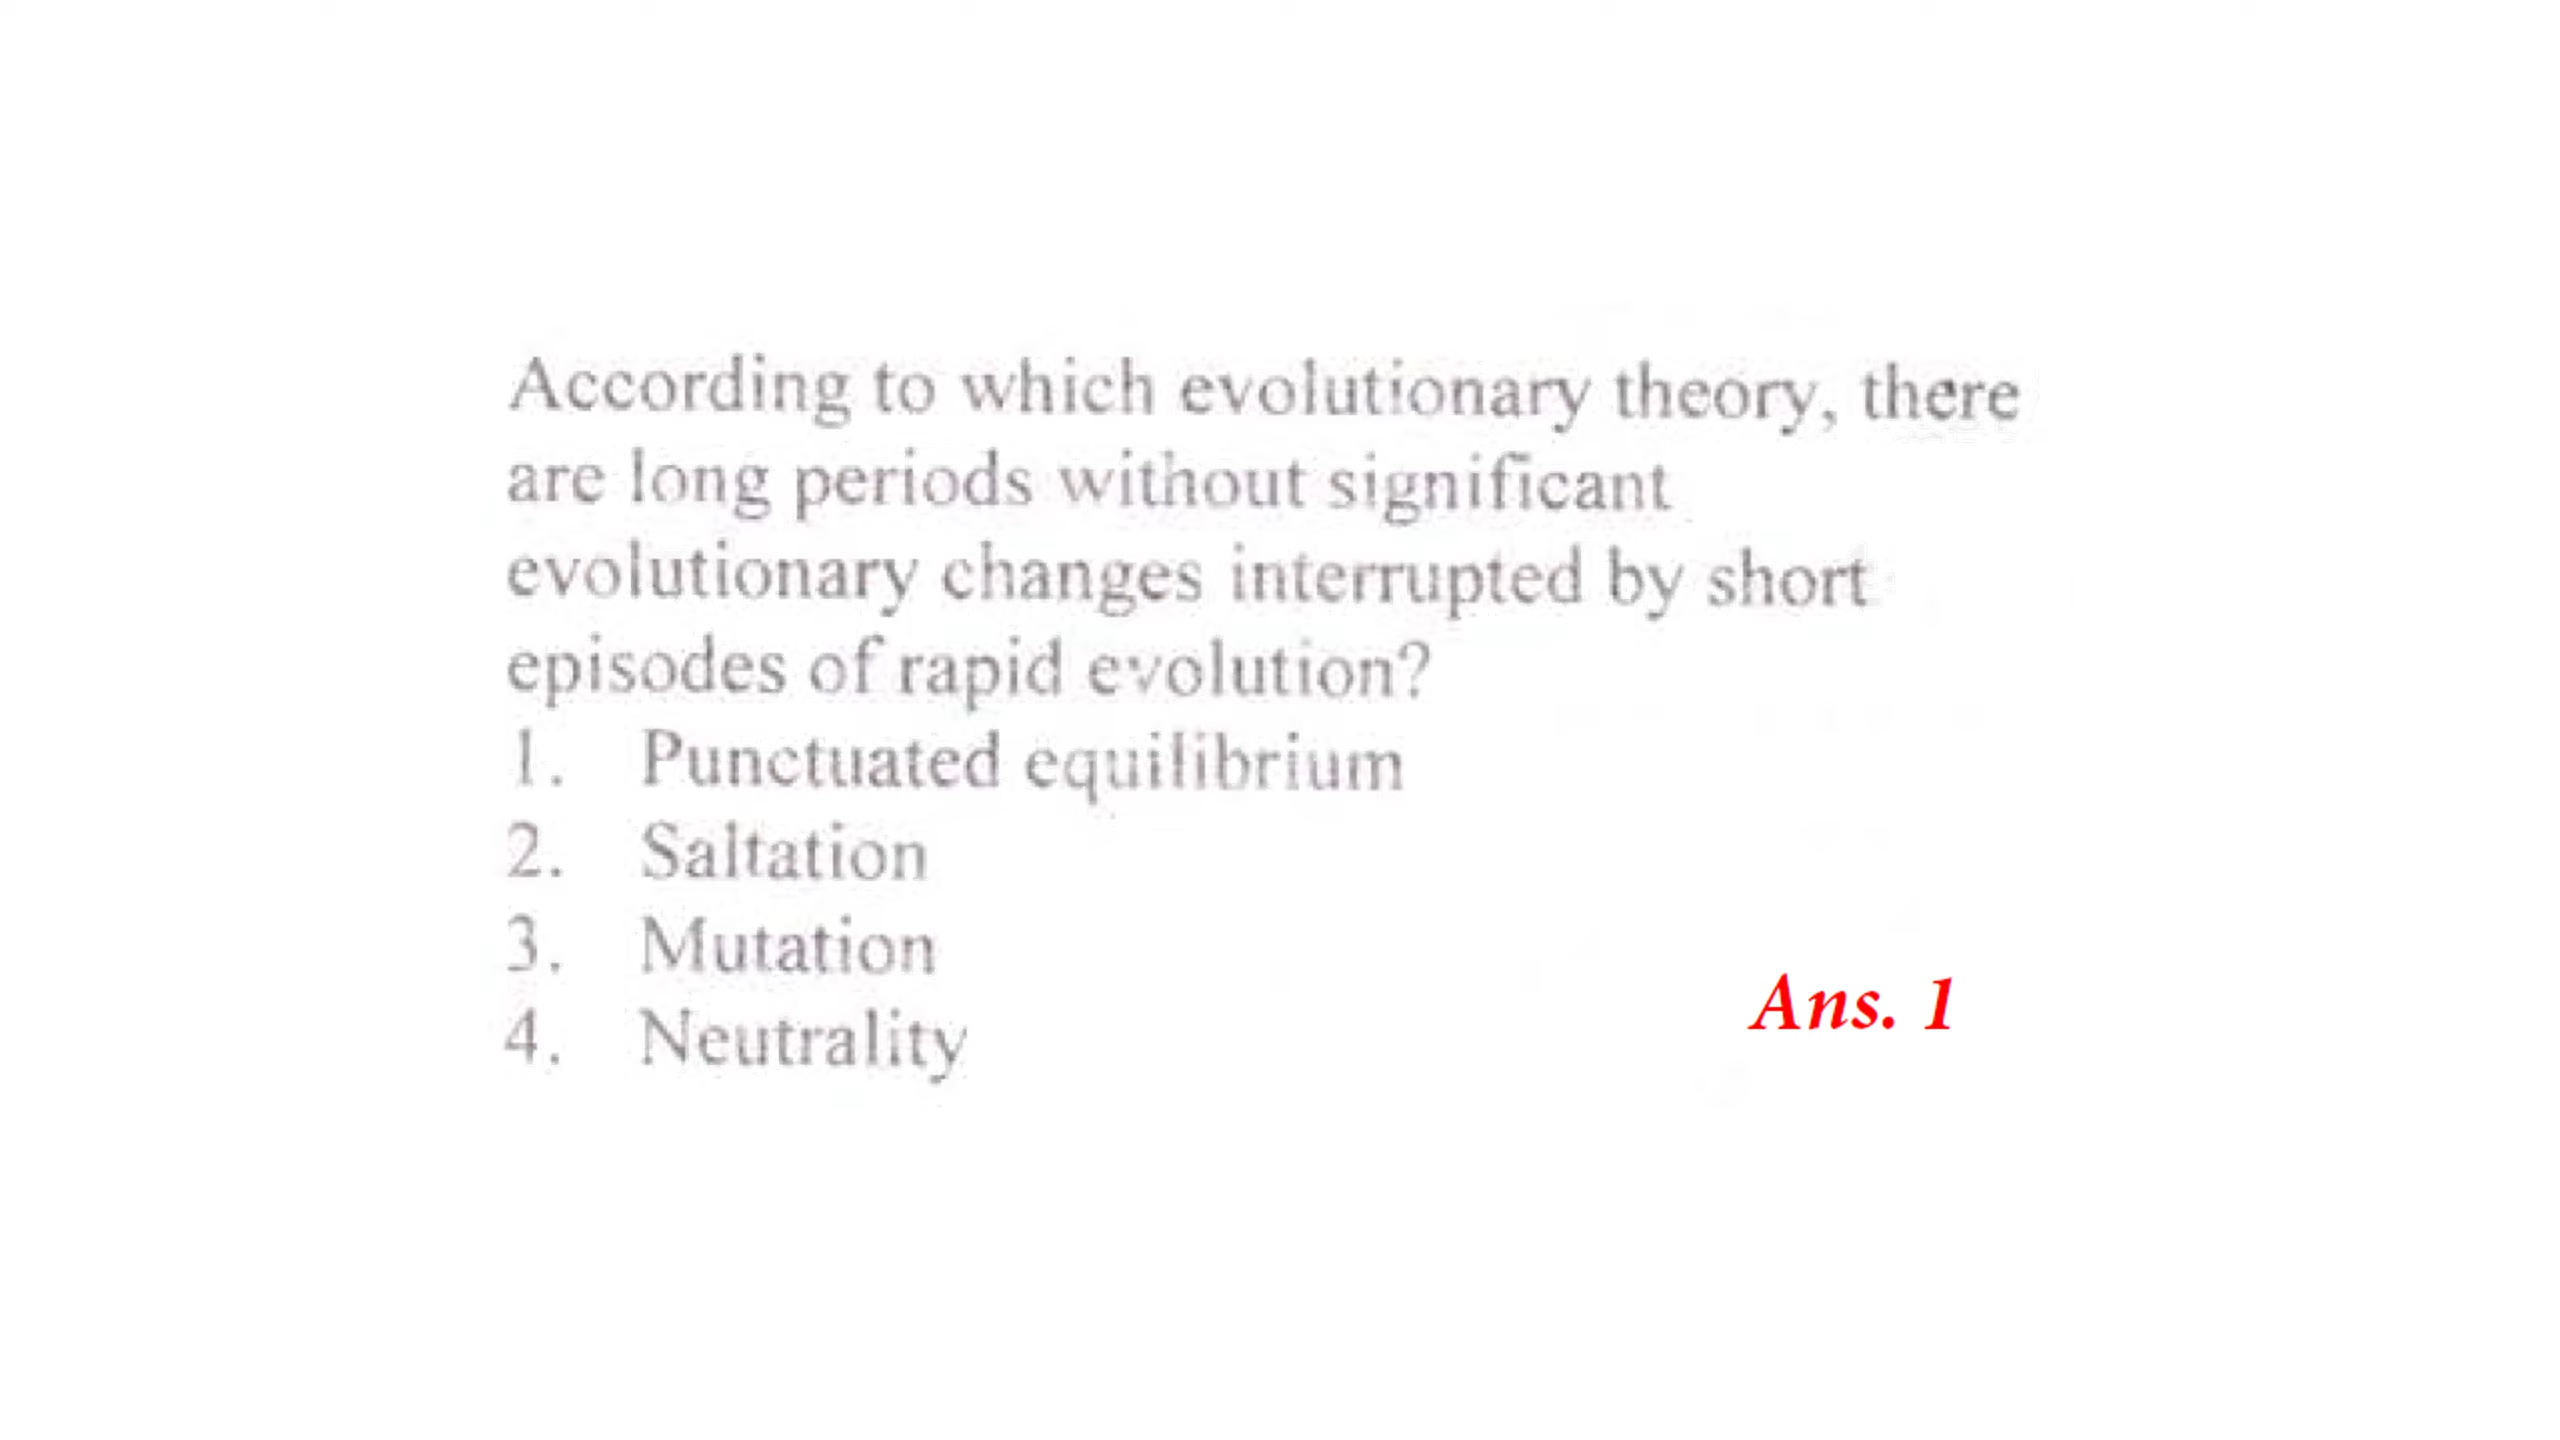 According to which evolutionary theory, there
are long periods without significant
evolutionary changes interrupted by short
episodes of rapid evolution?
1. Punctuated equilibrium
2. Saltation
3. Mutation
4. Neutrality
Ans. 1